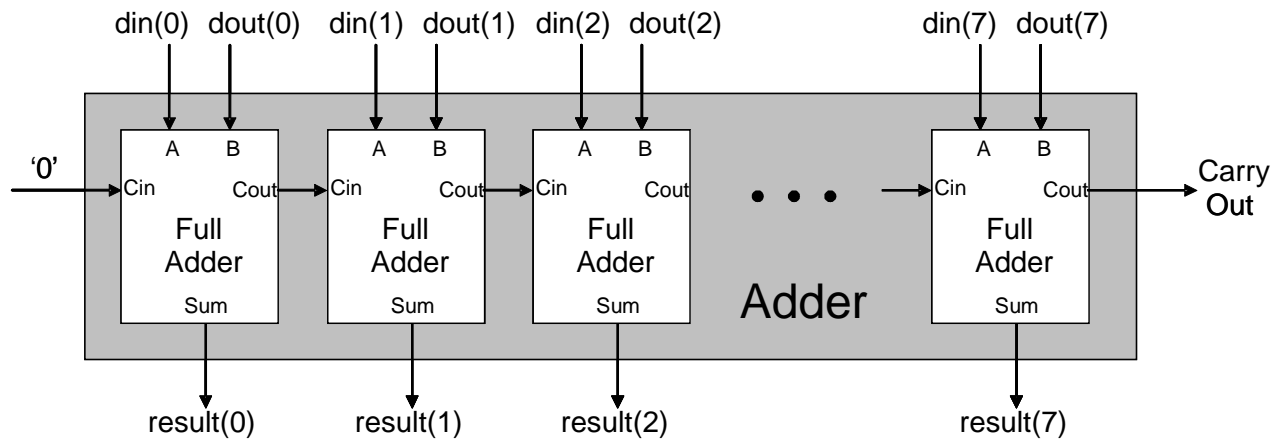 din(0) dout(0) din(1) dout(1) din(2) dout(2) din(7) dout(7)
A B A B A B A B
'0' Cin Cout Cin Cout Cin Cout Cin Cout Carry
Out
Full Full Full Full
Adder Adder Adder Adder
Sum Sum Sum Adder Sum
result(0) result(1) result(2) result(7)